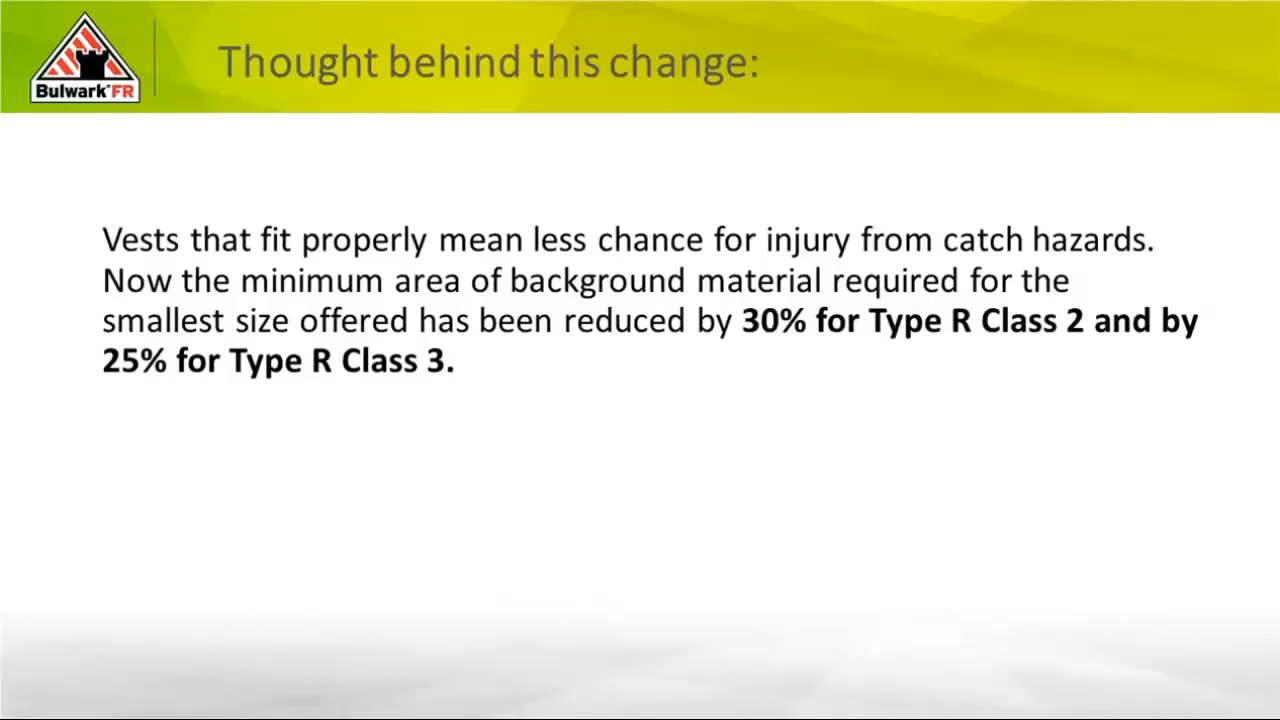 Bulwark®FR
Thought behind this change:
Vests that fit properly mean less chance for injury from catch hazards.
Now the minimum area of background material required for the
smallest size offered has been reduced by 30% for Type R Class 2 and by
25% for Type R Class 3.